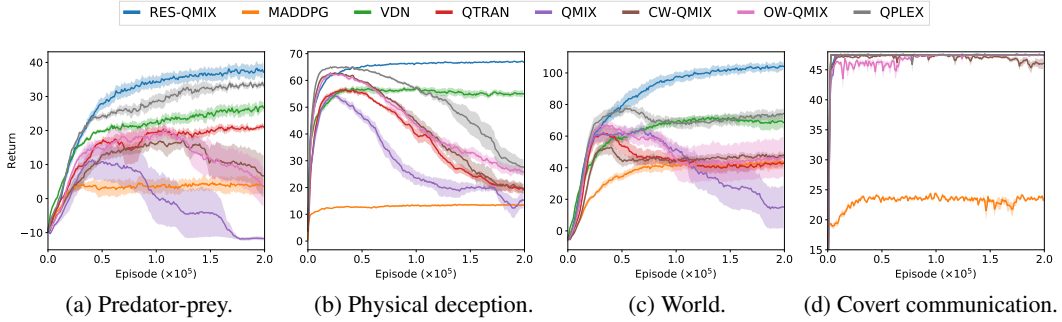 RES-QMIX MADDPG VDN QTRAN QMIX CW-QMIX OW-QMIX QPLEX
40
30
20
10
0
−10
Return
0.0 0.5 1.0 1.5 2.0
Episode (×10⁵)
(a) Predator-prey.
70
60
50
40
30
20
10
0
0.0 0.5 1.0 1.5 2.0
Episode (×10⁵)
(b) Physical deception.
100
80
60
40
20
0
0.0 0.5 1.0 1.5 2.0
Episode (×10⁵)
(c) World.
45
40
35
30
25
20
15
0.0 0.5 1.0 1.5 2.0
Episode (×10⁵)
(d) Covert communication.